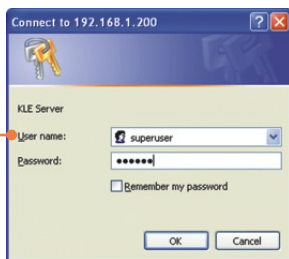 Connect to 192.168.1.200
KLE Server
User name:
superuser
Password:
••••••
Remember my password
OK
Cancel